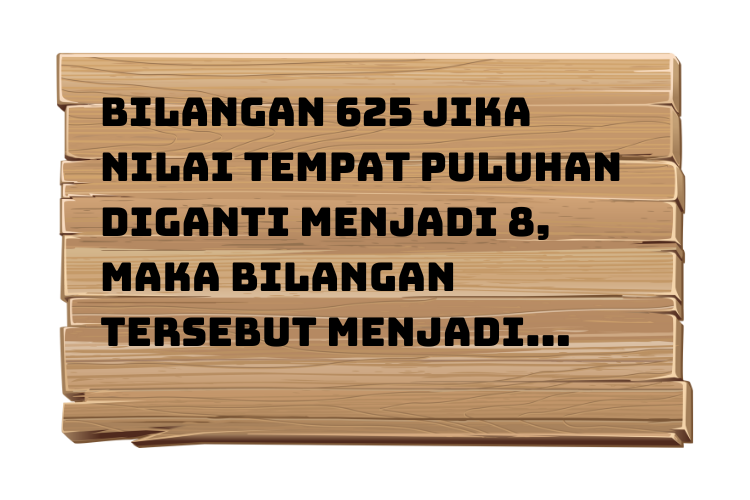 BILANGAN 625 JIKA
NILAI TEMPAT PULUHAN
DIGANTI MENJADI 8,
MAKA BILANGAN
TERSEBUT MENJADI...